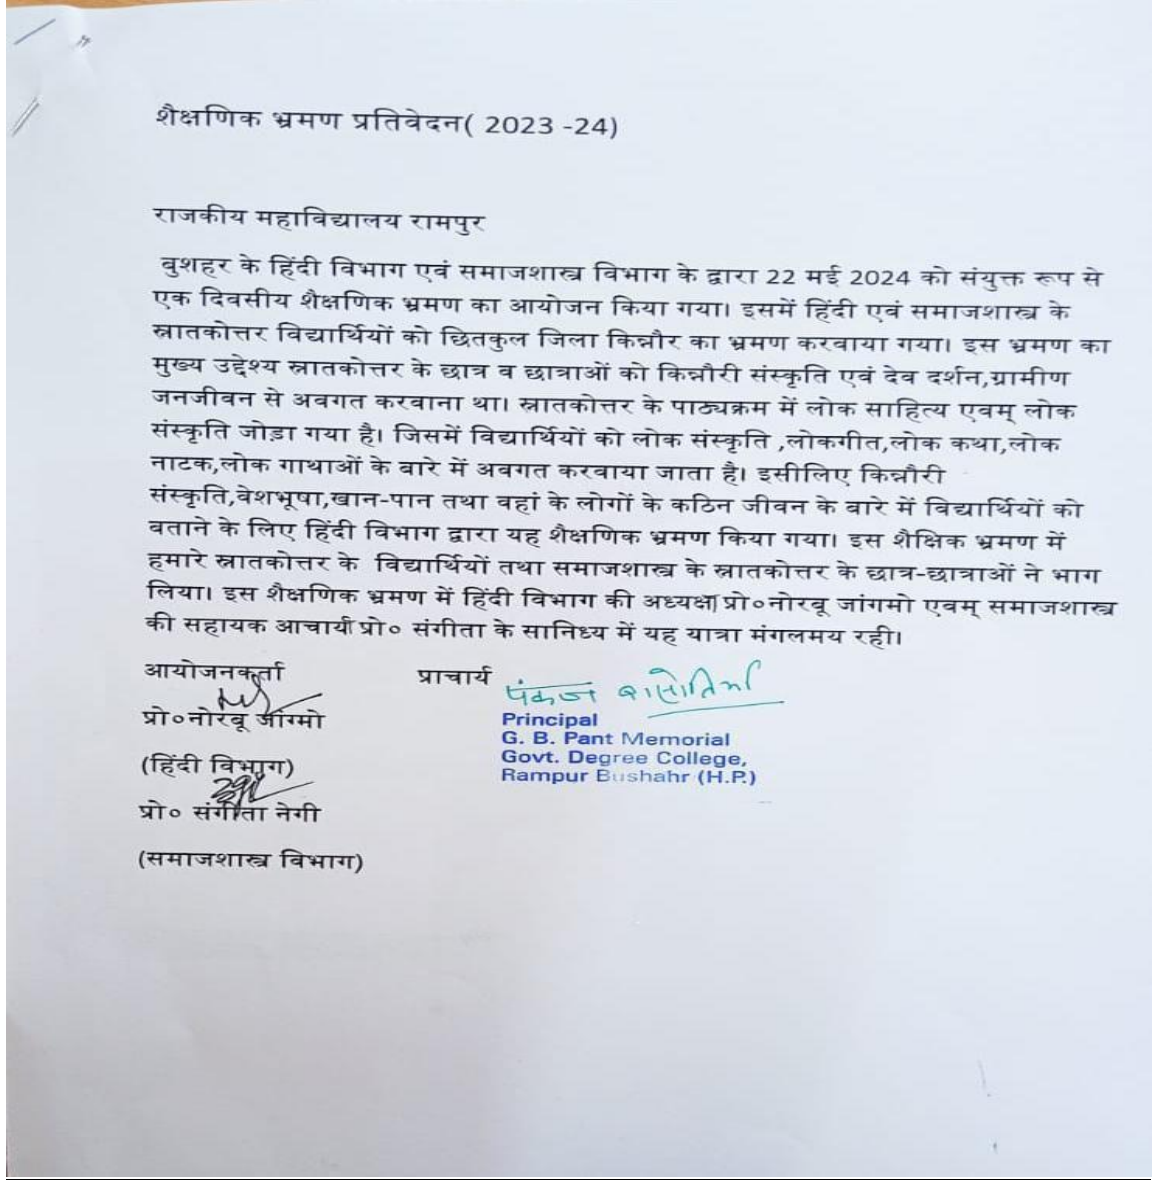 शैक्षणिक भ्रमण प्रतिवेदन( 2023 -24)
राजकीय महाविद्यालय रामपुर
बुशहर के हिंदी विभाग एवं समाजशास्त्र विभाग के द्वारा 22 मई 2024 को संयुक्त रूप से
एक दिवसीय शैक्षणिक भ्रमण का आयोजन किया गया। इसमें हिंदी एवं समाजशास्त्र के
स्नातकोत्तर विद्यार्थियों को छितकुल जिला किन्नौर का भ्रमण करवाया गया। इस भ्रमण का
मुख्य उद्देश्य स्नातकोत्तर के छात्र व छात्राओं को किन्नौरी संस्कृति एवं देव दर्शन,ग्रामीण
जनजीवन से अवगत करवाना था। स्नातकोत्तर के पाठ्यक्रम में लोक साहित्य एवम् लोक
संस्कृति जोड़ा गया है। जिसमें विद्यार्थियों को लोक संस्कृति ,लोकगीत,लोक कथा,लोक
नाटक,लोक गाथाओं के बारे में अवगत करवाया जाता है। इसीलिए किन्नौरी
संस्कृति,वेशभूषा,खान-पान तथा वहां के लोगों के कठिन जीवन के बारे में विद्यार्थियों को
बताने के लिए हिंदी विभाग द्वारा यह शैक्षणिक भ्रमण किया गया। इस शैक्षिक भ्रमण में
हमारे स्नातकोत्तर के विद्यार्थियों तथा समाजशास्त्र के स्नातकोत्तर के छात्र-छात्राओं ने भाग
लिया। इस शैक्षणिक भ्रमण में हिंदी विभाग की अध्यक्षा प्रो०नोरबू जांगमो एवम् समाजशास्त्र
की सहायक आचार्या प्रो० संगीता के सानिध्य में यह यात्रा मंगलमय रही।
आयोजनकर्ता प्राचार्य
पंकज
प्रो०नोरबू जांग्मो
Principal
G. B. Pant Memorial
Govt. Degree College,
Rampur Bushahr (H.P.)
(हिंदी विभाग)
प्रो० संगीता नेगी
(समाजशास्त्र विभाग)